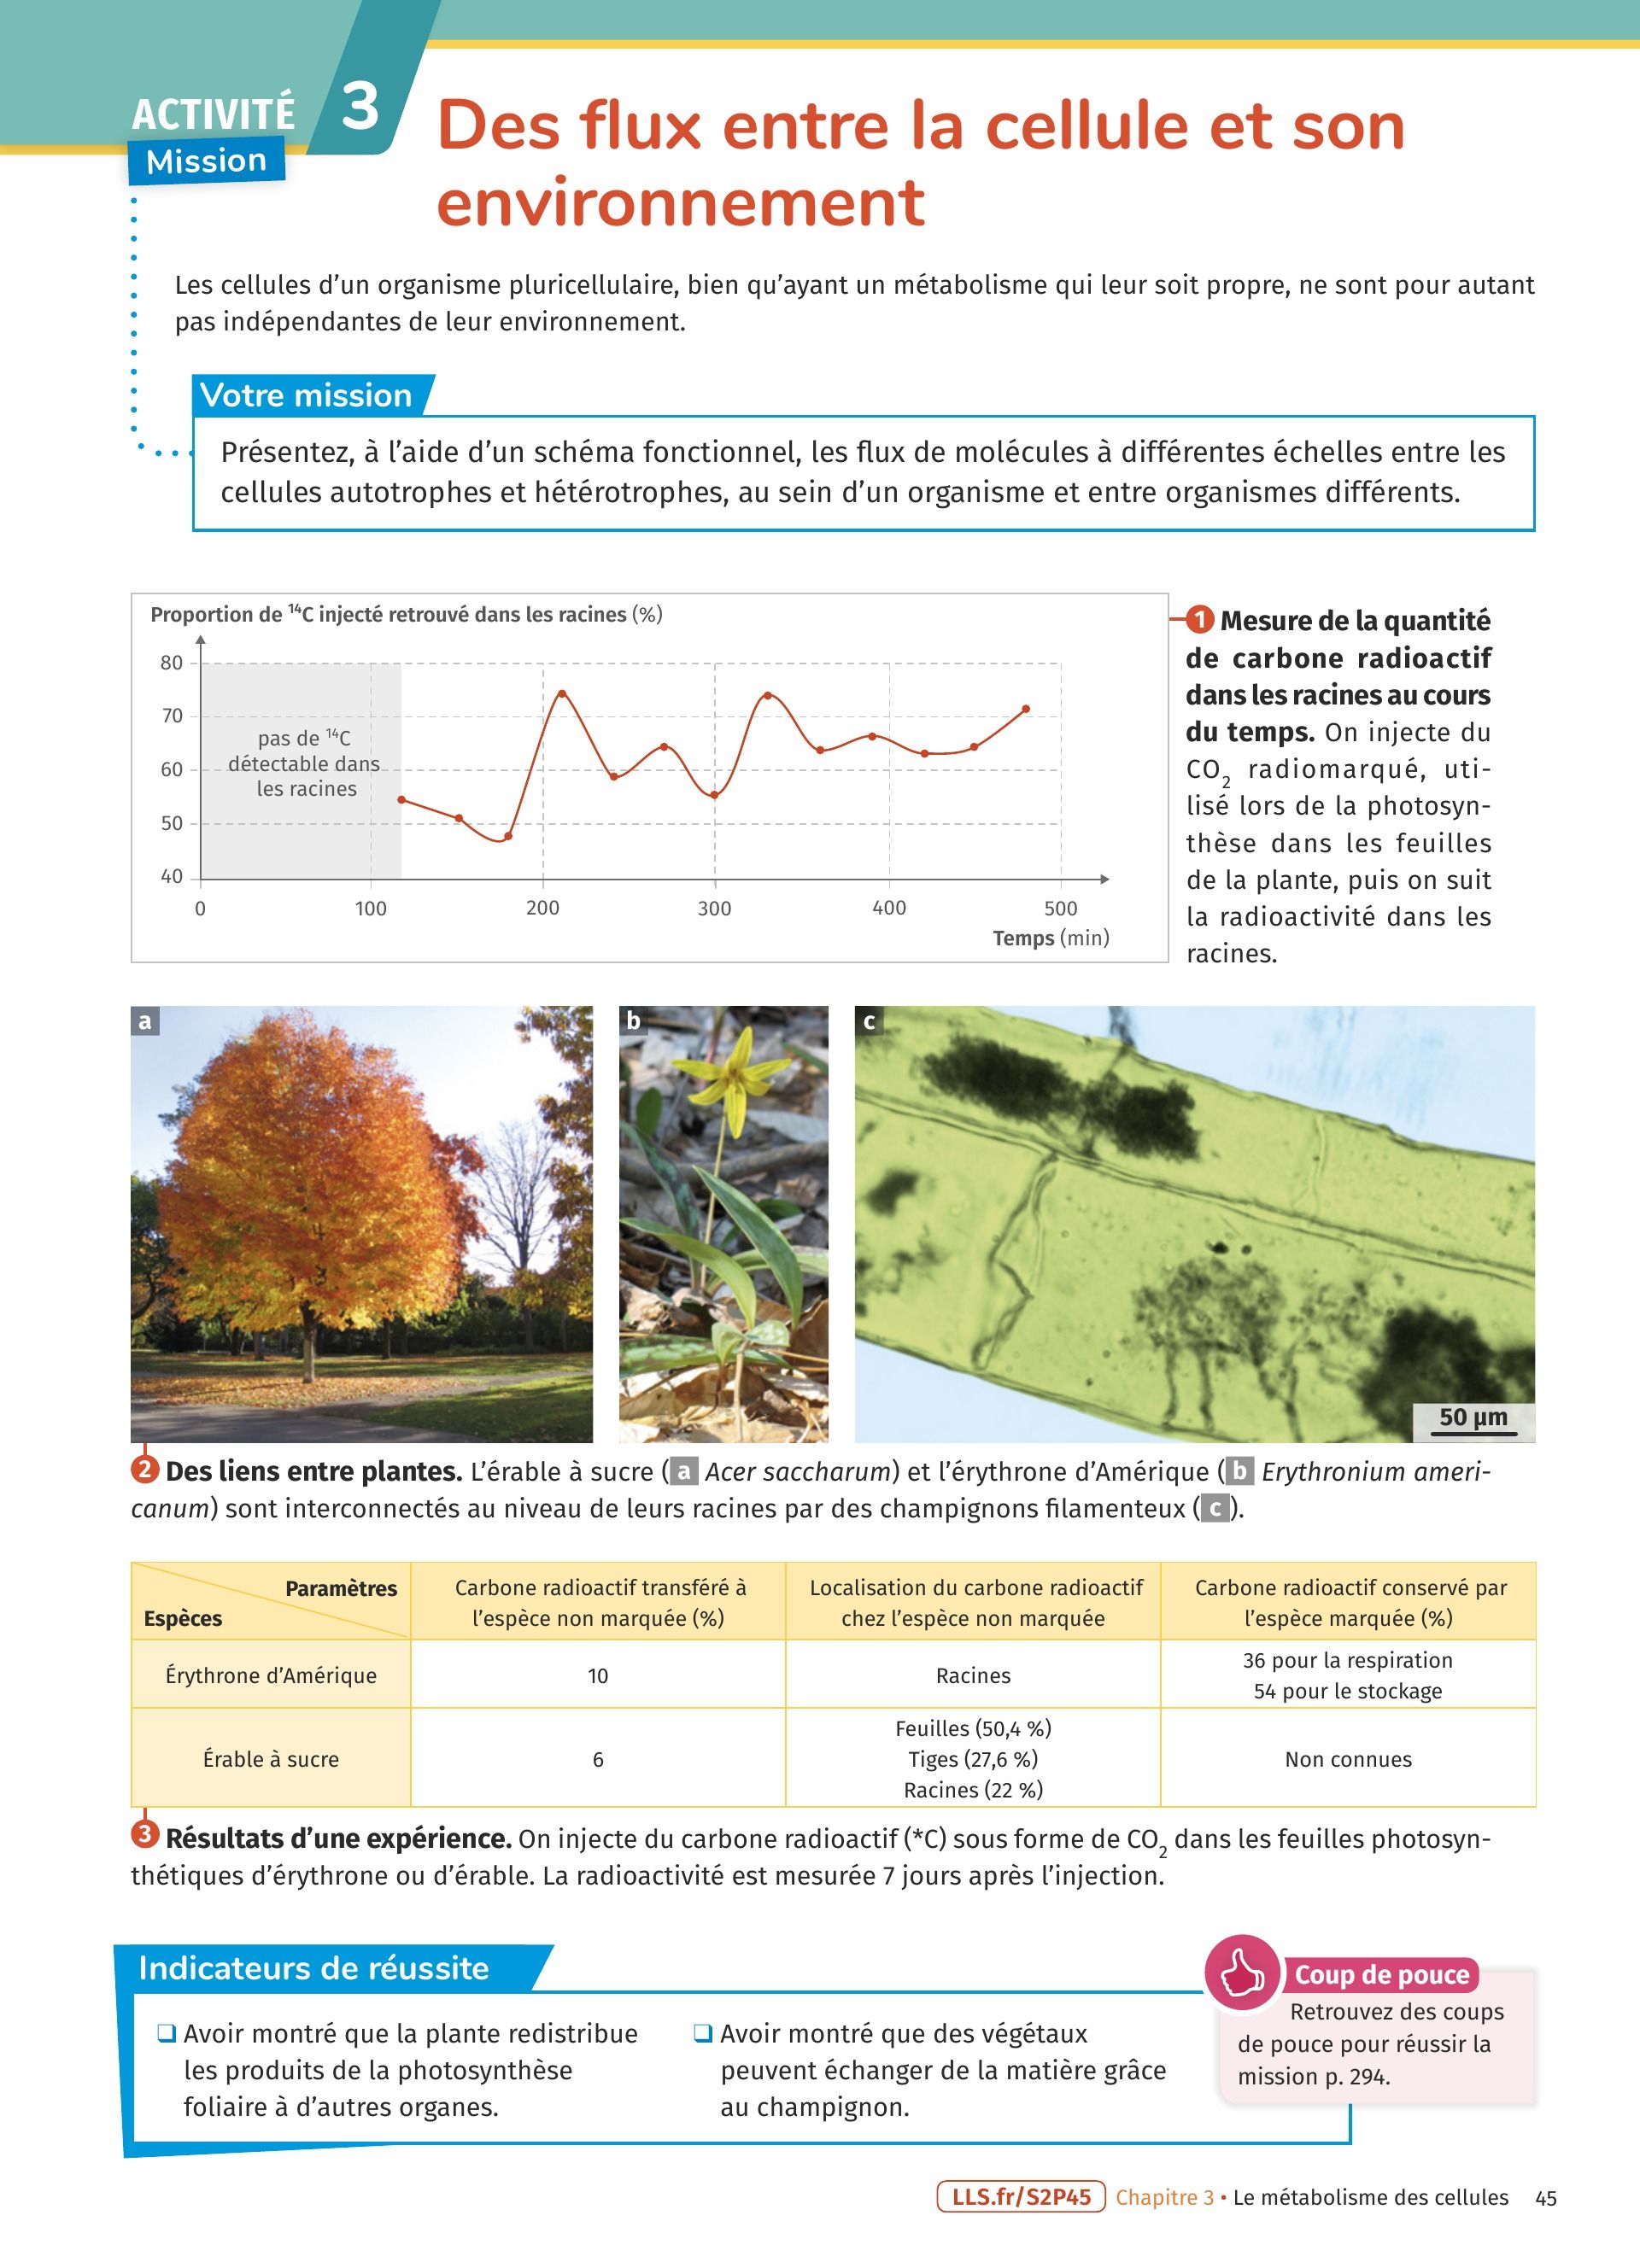 ACTIVITÉ 3
Mission
Des flux entre la cellule et son
environnement
Les cellules d’un organisme pluricellulaire, bien qu’ayant un métabolisme qui leur soit propre, ne sont pour autant
pas indépendantes de leur environnement.
Votre mission
Présentez, à l’aide d’un schéma fonctionnel, les flux de molécules à différentes échelles entre les
cellules autotrophes et hétérotrophes, au sein d’un organisme et entre organismes différents.
Proportion de ¹⁴C injecté retrouvé dans les racines (%)
80
70
60
50
40
pas de ¹⁴C
détectable dans
les racines
0 100 200 300 400 500
Temps (min)
1 Mesure de la quantité
de carbone radioactif
dans les racines au cours
du temps. On injecte du
CO₂ radiomarqué, uti-
lisé lors de la photosyn-
thèse dans les feuilles
de la plante, puis on suit
la radioactivité dans les
racines.
a b c
50 µm
2 Des liens entre plantes. L’érable à sucre (a Acer saccharum) et l’érythrone d’Amérique (b Erythronium ameri-
canum) sont interconnectés au niveau de leurs racines par des champignons filamenteux (c).
Paramètres
Espèces
Carbone radioactif transféré à
l’espèce non marquée (%)
Localisation du carbone radioactif
chez l’espèce non marquée
Carbone radioactif conservé par
l’espèce marquée (%)
Érythrone d’Amérique
10
Racines
36 pour la respiration
54 pour le stockage
Érable à sucre
6
Feuilles (50,4 %)
Tiges (27,6 %)
Racines (22 %)
Non connues
3 Résultats d’une expérience. On injecte du carbone radioactif (*C) sous forme de CO₂ dans les feuilles photosyn-
thétiques d’érythrone ou d’érable. La radioactivité est mesurée 7 jours après l’injection.
Indicateurs de réussite
❑ Avoir montré que la plante redistribue
les produits de la photosynthèse
foliaire à d’autres organes.
❑ Avoir montré que des végétaux
peuvent échanger de la matière grâce
au champignon.
Coup de pouce
Retrouvez des coups
de pouce pour réussir la
mission p. 294.
LLS.fr/S2P45 Chapitre 3 • Le métabolisme des cellules 45